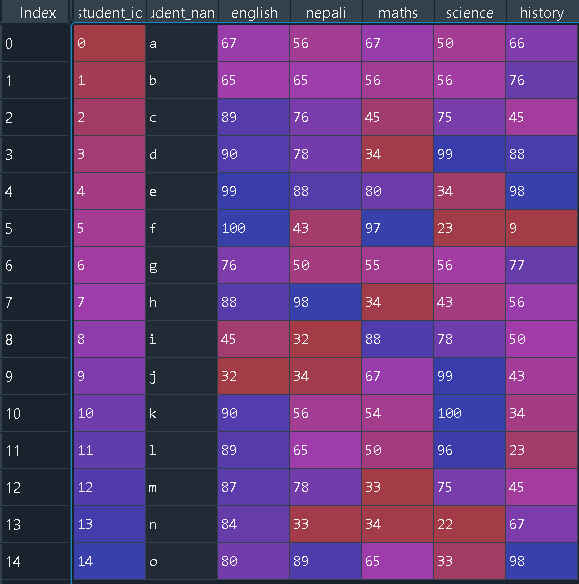 Index student_ic udent_nan english nepali maths science history
0 0 a 67 56 67 50 66
1 1 b 65 65 56 56 76
2 2 c 89 76 45 75 45
3 3 d 90 78 34 99 88
4 4 e 99 88 80 34 98
5 5 f 100 43 97 23 9
6 6 g 76 50 55 56 77
7 7 h 88 98 34 43 56
8 8 i 45 32 88 78 50
9 9 j 32 34 67 99 43
10 10 k 90 56 54 100 34
11 11 l 89 65 50 96 23
12 12 m 87 78 33 75 45
13 13 n 84 33 34 22 67
14 14 o 80 89 65 33 98